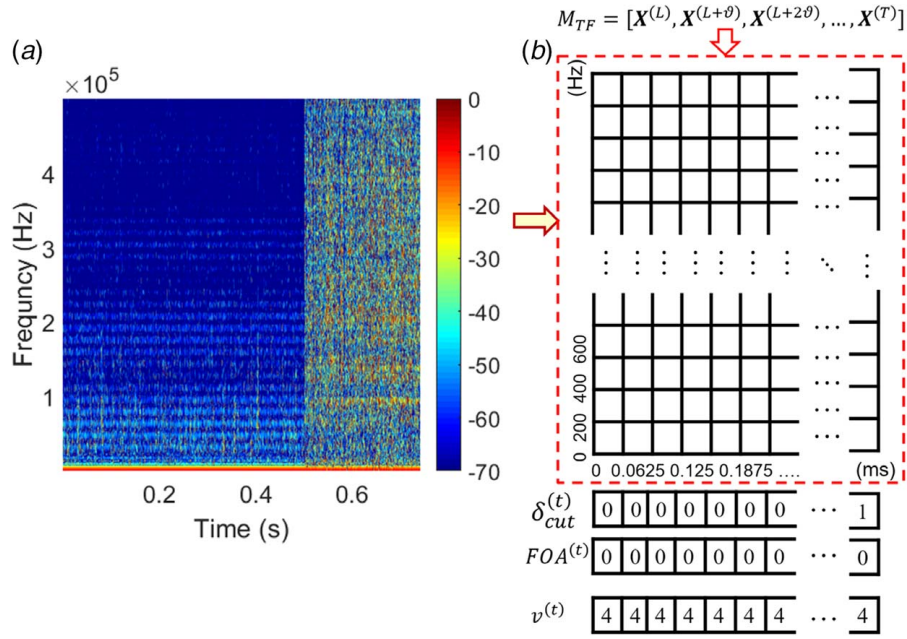 M_TF = [X^(L), X^(L+ϑ), X^(L+2ϑ), ..., X^(T)]
(a)
(b)
×10^5
Frequncy (Hz)
4
3
2
1
0.2 0.4 0.6
Time (s)
0
-10
-20
-30
-40
-50
-60
-70
(Hz)
600
400
200
0
0 0.0625 0.125 0.1875 .... (ms)
δ_cut^(t) 0 0 0 0 0 0 0 ... 1
FOA^(t) 0 0 0 0 0 0 0 ... 0
v^(t) 4 4 4 4 4 4 4 ... 4